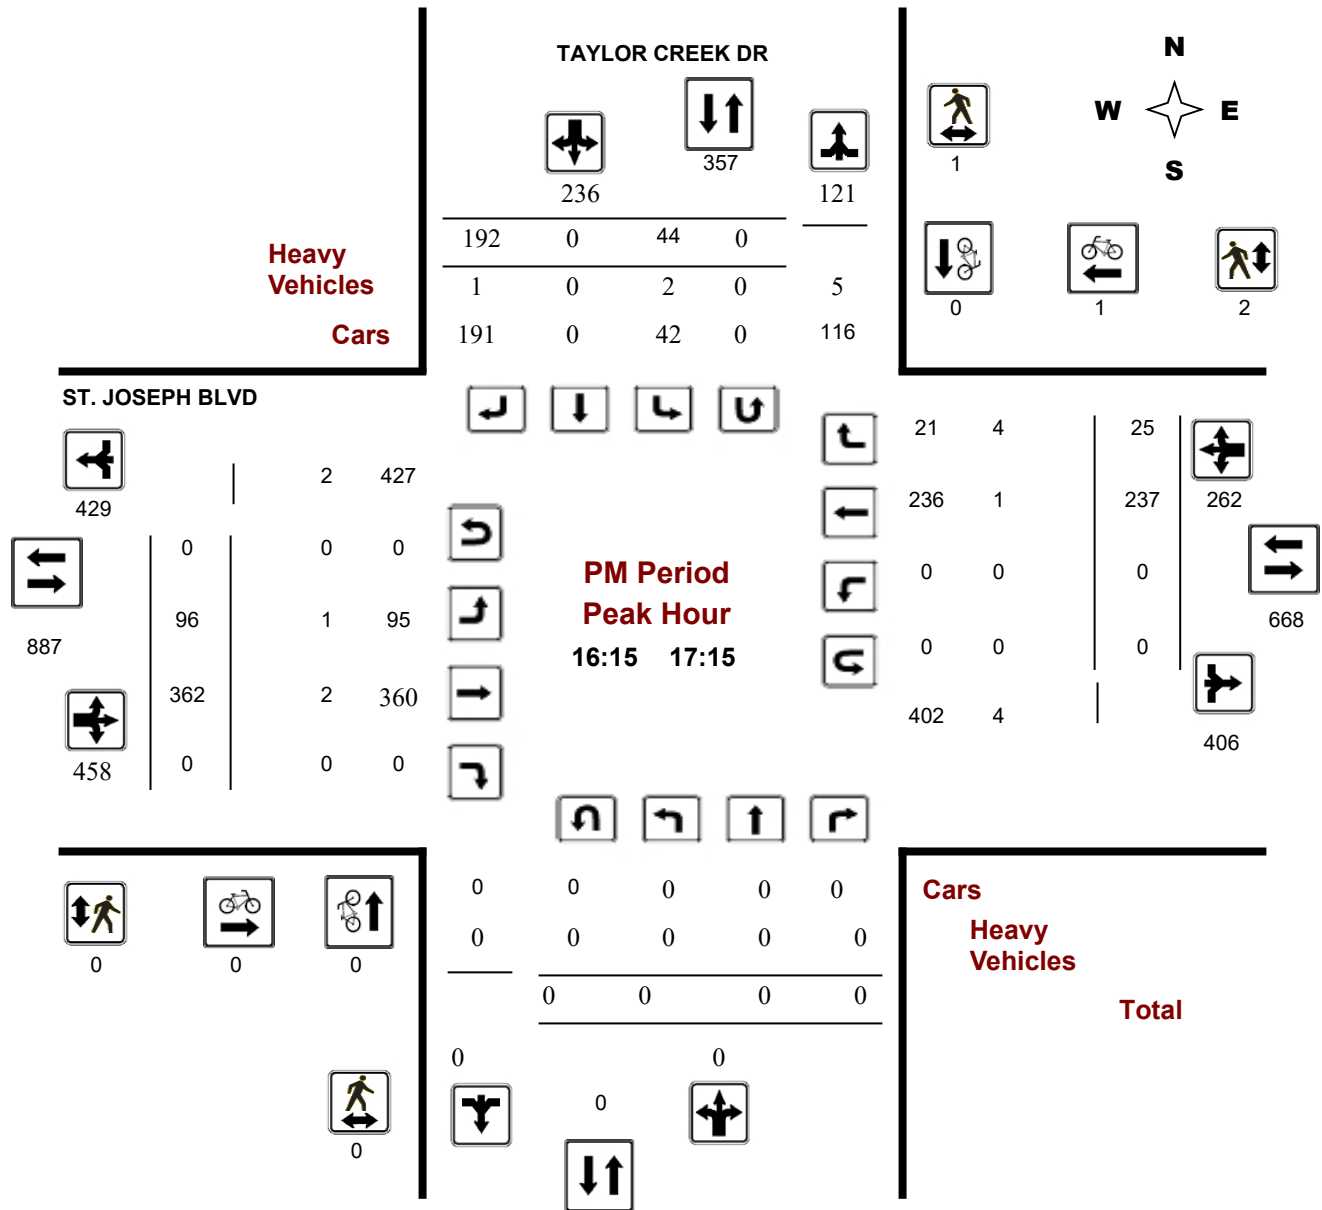 TAYLOR CREEK DR
N
W E
S
357
1
236 121
192 0 44 0
Heavy
Vehicles
1 0 2 0 5
0 1 2
Cars
191 0 42 0 116
ST. JOSEPH BLVD
21 4 25
2 427
429
236 1 237 262
0 0 0
PM Period
0 0 0
Peak Hour
96 1 95
668
887
16:15 17:15
0 0 0
362 2 360
402 4
406
458 0 0 0
0 0 0 0 0
Cars
0 0 0 0 0
Heavy
Vehicles
0 0 0
0 0 0 0
Total
0 0
0
0